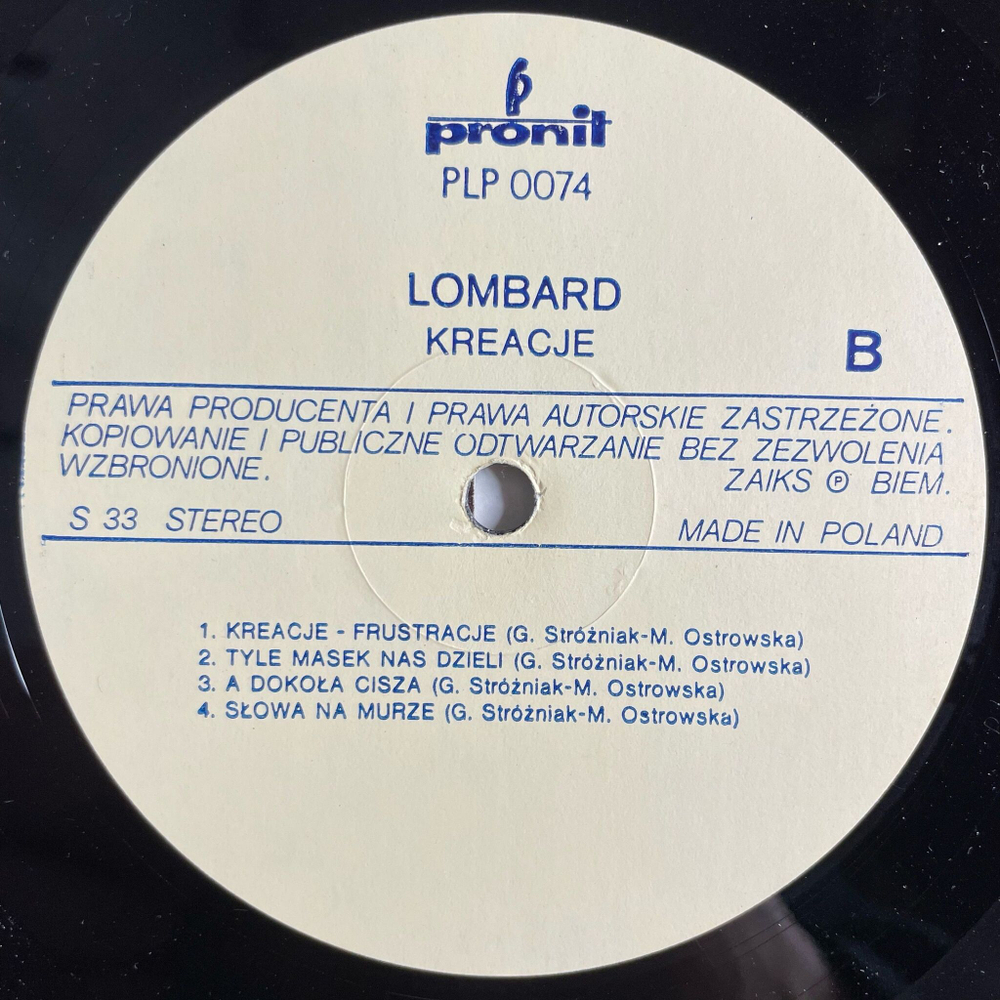 pronit
PLP 0074
LOMBARD
KREACJE
B
PRAWA PRODUCENTA I PRAWA AUTORSKIE ZASTRZEŻONE.
KOPIOWANIE I PUBLICZNE ODTWARZANIE BEZ ZEZWOLENIA
WZBRONIONE. ZAIKS Ⓟ BIEM.
S 33 STEREO MADE IN POLAND
1. KREACJE - FRUSTRACJE (G. Stróżniak-M. Ostrowska)
2. TYLE MASEK NAS DZIELI (G. Stróżniak-M. Ostrowska)
3. A DOKOŁA CISZA (G. Stróżniak-M. Ostrowska)
4. SŁOWA NA MURZE (G. Stróżniak-M. Ostrowska)